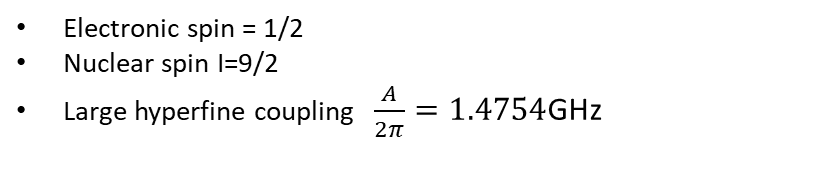 • Electronic spin = 1/2
• Nuclear spin I=9/2
• Large hyperfine coupling A/2π = 1.4754GHz